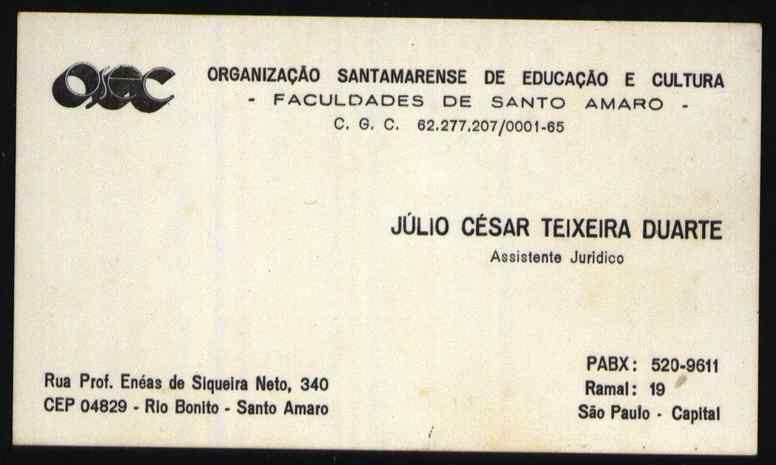 OSEC
ORGANIZAÇÃO SANTAMARENSE DE EDUCAÇÃO E CULTURA
- FACULDADES DE SANTO AMARO -
C. G. C. 62.277.207/0001-65
JÚLIO CÉSAR TEIXEIRA DUARTE
Assistente Juridico
Rua Prof. Enéas de Siqueira Neto, 340
CEP 04829 - Rio Bonito - Santo Amaro
PABX: 520-9611
Ramal: 19
São Paulo - Capital